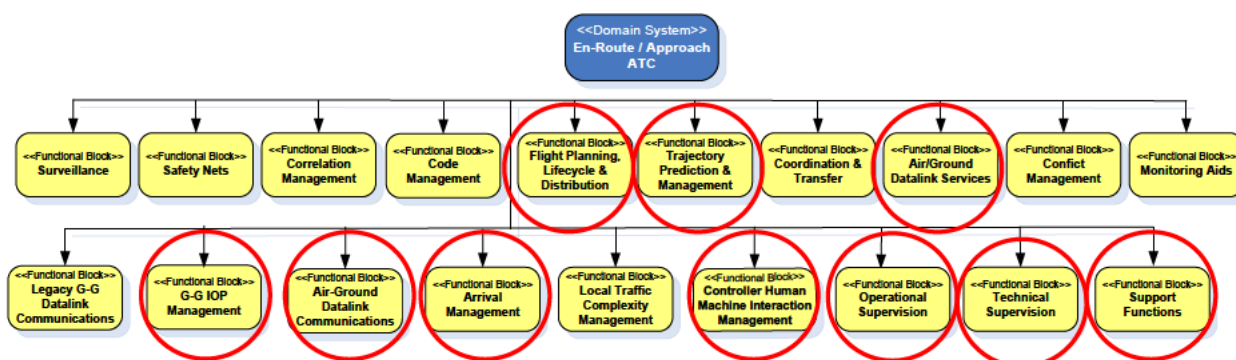 <<Domain System>>
En-Route / Approach
ATC
<<Functional Block>>
Surveillance
<<Functional Block>>
Safety Nets
<<Functional Block>>
Correlation
Management
<<Functional Block>>
Code
Management
<<Functional Block>>
Flight Planning,
Lifecycle &
Distribution
<<Functional Block>>
Trajectory
Prediction &
Management
<<Functional Block>>
Coordination &
Transfer
<<Functional Block>>
Air/Ground
Datalink Services
<<Functional Block>>
Confict
Management
<<Functional Block>>
Monitoring Aids
<<Functional Block>>
Legacy G-G
Datalink
Communications
<<Functional Block>>
G-G IOP
Management
<<Functional Block>>
Air-Ground
Datalink
Communications
<<Functional Block>>
Arrival
Management
<<Functional Block>>
Local Traffic
Complexity
Management
<<Functional Block>>
Controller Human
Machine Interaction
Management
<<Functional Block>>
Operational
Supervision
<<Functional Block>>
Technical
Supervision
<<Functional Block>>
Support
Functions